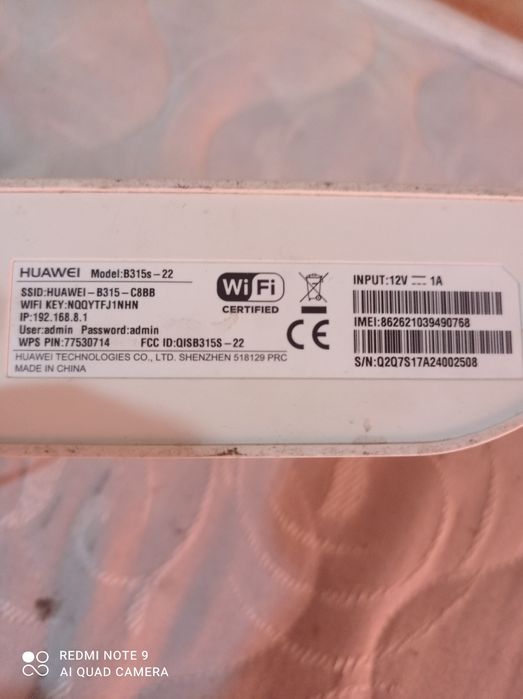 HUAWEI Model:B315s-22
SSID:HUAWEI-B315-C8BB
WIFI KEY:NQQYTFJ1NHN
IP:192.168.8.1
User:admin Password:admin
WPS PIN:77530714 FCC ID:QISB315S-22
HUAWEI TECHNOLOGIES CO., LTD. SHENZHEN 518129 PRC
MADE IN CHINA
Wi Fi
CERTIFIED
CE
INPUT:12V ⎓ 1A
IMEI:862621039490768
S/N:Q2Q7S17A24002508
REDMI NOTE 9
AI QUAD CAMERA